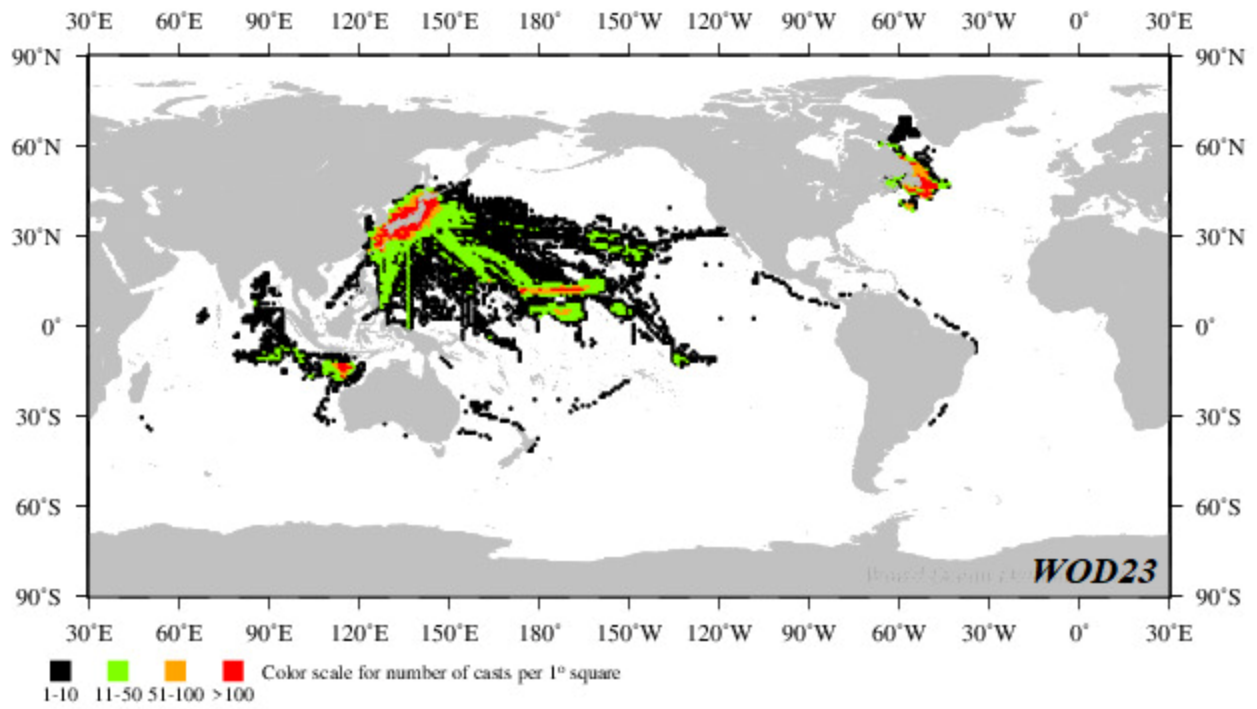 30˚E 60˚E 90˚E 120˚E 150˚E 180˚ 150˚W 120˚W 90˚W 60˚W 30˚W 0˚ 30˚E
90˚N 90˚N
60˚N 60˚N
30˚N 30˚N
0˚ 0˚
30˚S 30˚S
60˚S 60˚S
WOD23
90˚S 90˚S
30˚E 60˚E 90˚E 120˚E 150˚E 180˚ 150˚W 120˚W 90˚W 60˚W 30˚W 0˚ 30˚E
Color scale for number of casts per 1º square
1-10 11-50 51-100 >100